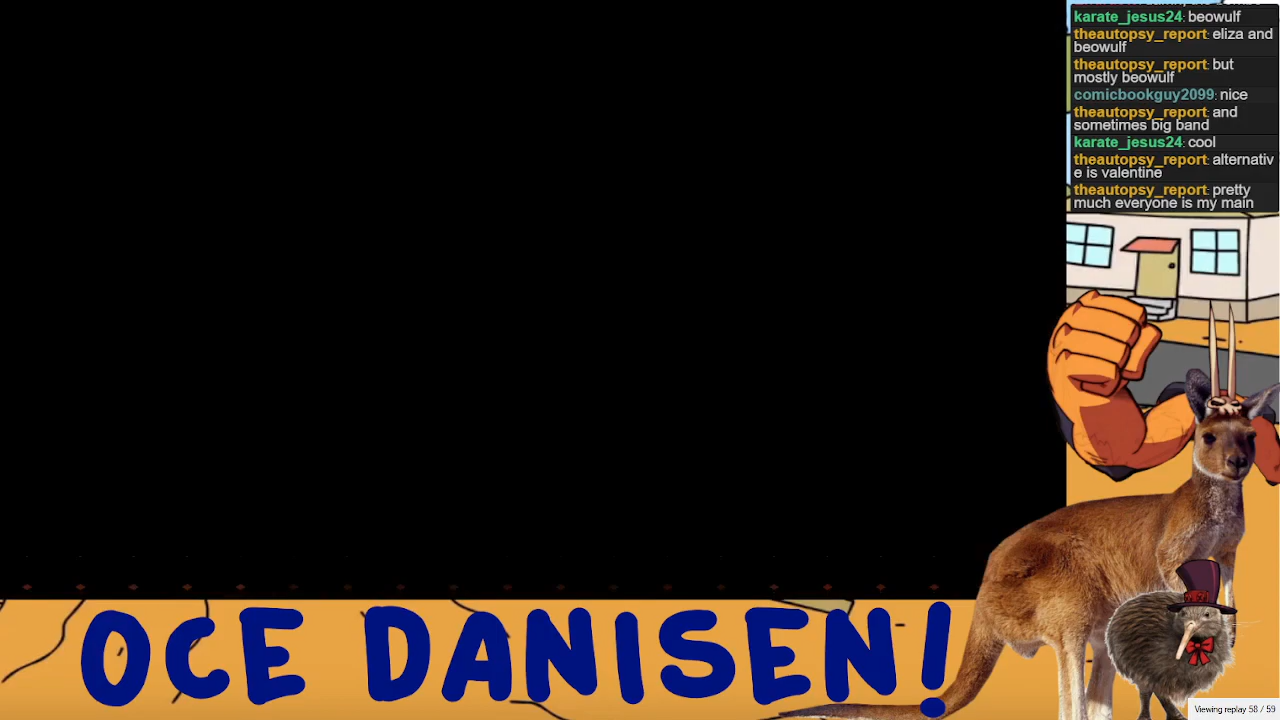 karate_jesus24: beowulf
theautopsy_report: eliza and
beowulf
theautopsy_report: but
mostly beowulf
comicbookguy2099: nice
theautopsy_report: and
sometimes big band
karate_jesus24: cool
theautopsy_report: alternativ
e is valentine
theautopsy_report: pretty
much everyone is my main
OCE DANISEN!
Viewing replay 58 / 59